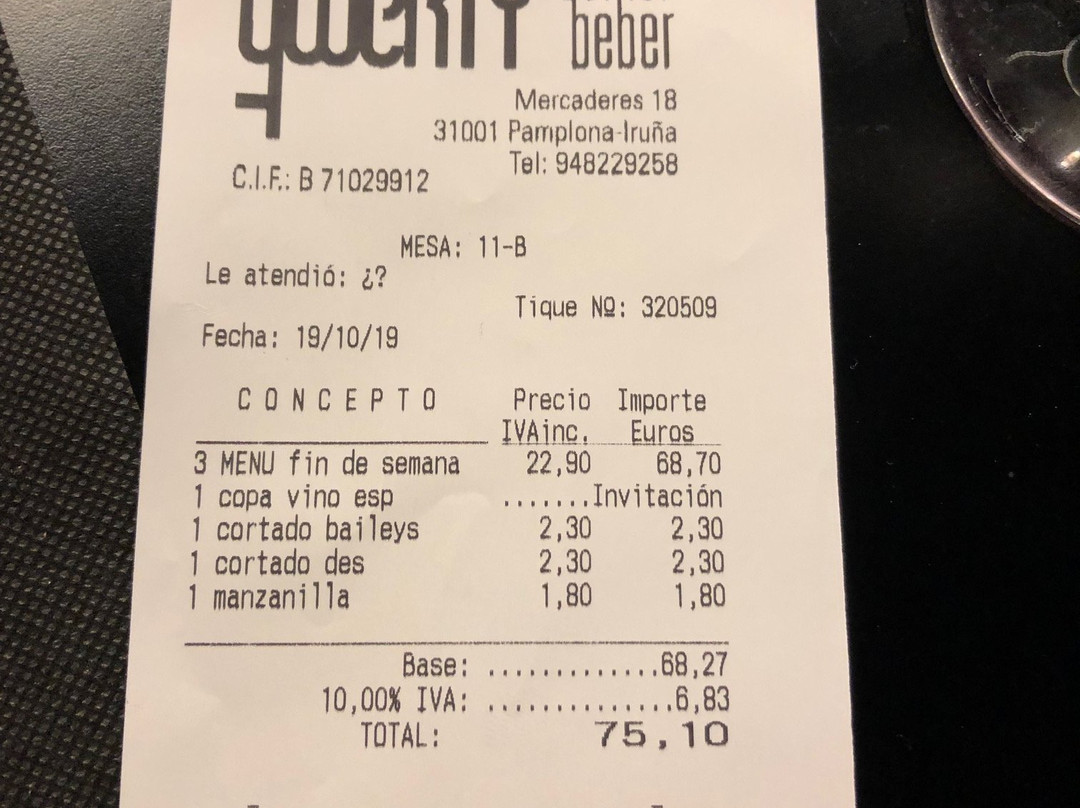 qwerty beber
Mercaderes 18
31001 Pamplona-Iruña
Tel: 948229258
C.I.F.: B 71029912
MESA: 11-B
Le atendió: ¿?
Tique Nº: 320509
Fecha: 19/10/19
CONCEPTO Precio Importe
IVAinc. Euros
3 MENU fin de semana 22,90 68,70
1 copa vino esp .......Invitación
1 cortado baileys 2,30 2,30
1 cortado des 2,30 2,30
1 manzanilla 1,80 1,80
Base: .............68,27
10,00% IVA: ..............6,83
TOTAL: 75,10